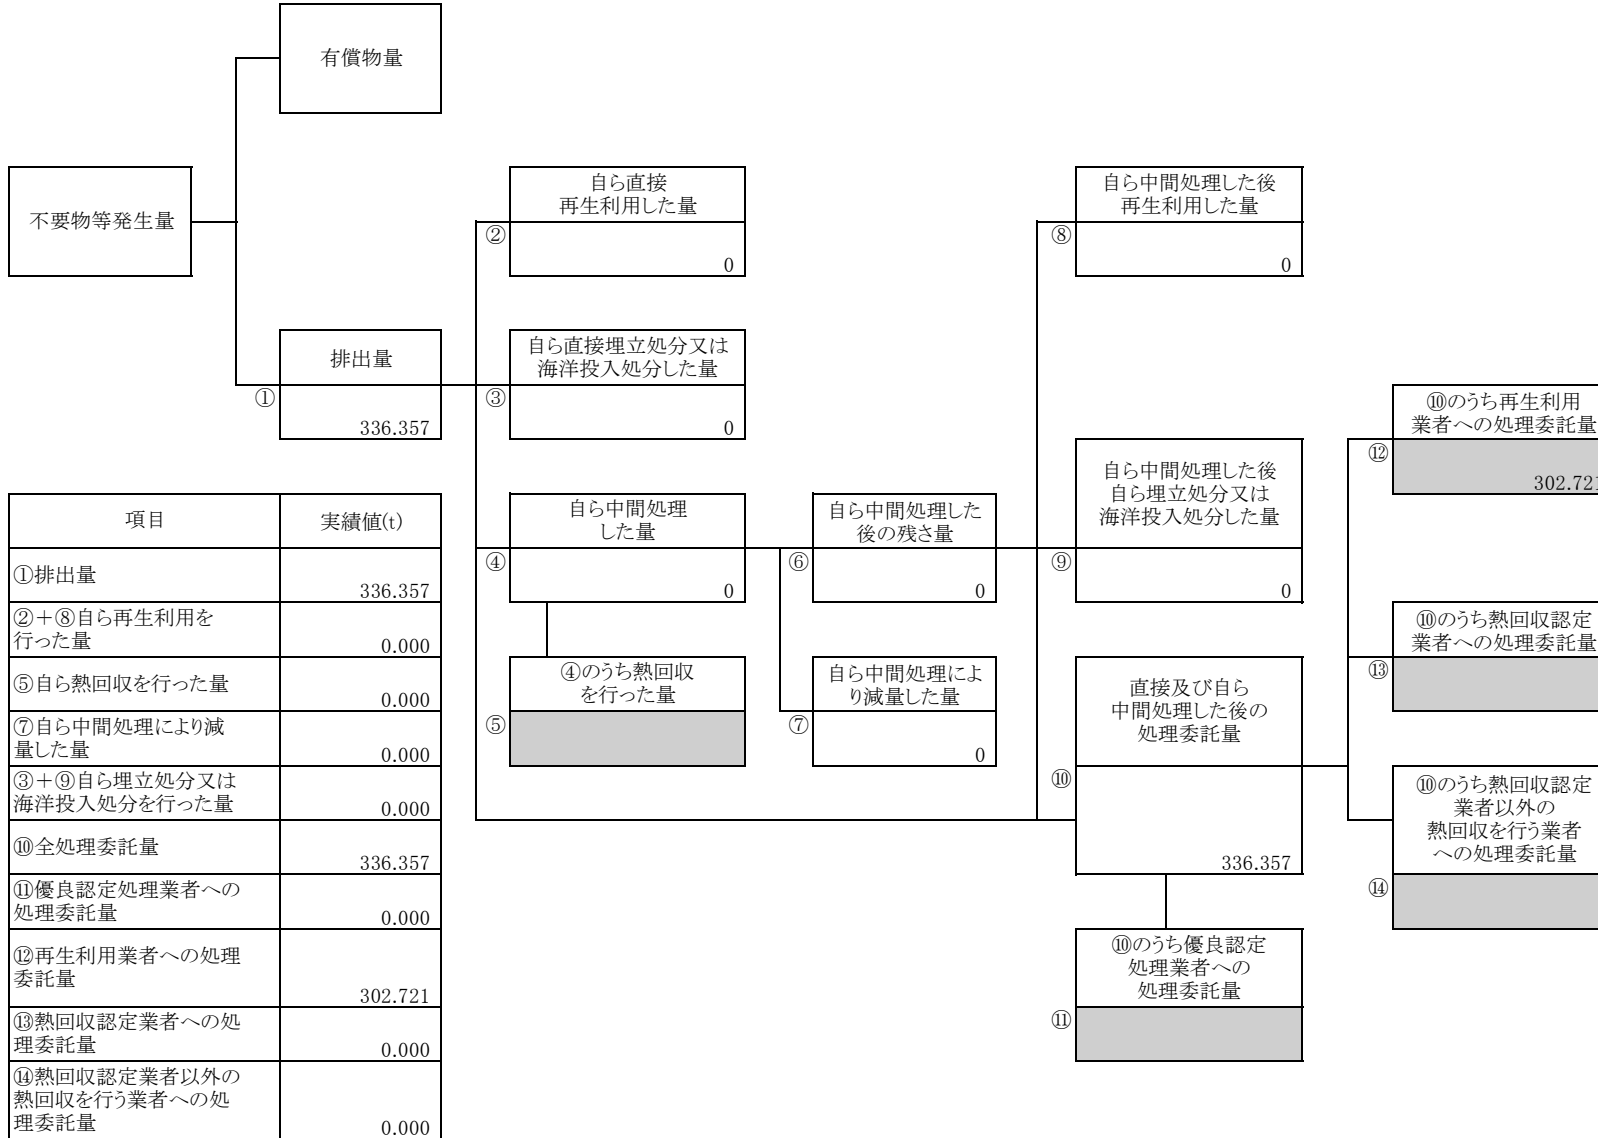 有償物量
不要物等発生量
排出量
①
336.357
自ら直接
再生利用した量
②
0
自ら直接埋立処分又は
海洋投入処分した量
③
0
自ら中間処理
した量
④
0
④のうち熱回収
を行った量
⑤
自ら中間処理した
後の残さ量
⑥
0
自ら中間処理によ
り減量した量
⑦
0
自ら中間処理した後
再生利用した量
⑧
0
自ら中間処理した後
自ら埋立処分又は
海洋投入処分した量
⑨
0
直接及び自ら
中間処理した後の
処理委託量
⑩
336.357
⑩のうち優良認定
処理業者への
処理委託量
⑪
⑩のうち再生利用
業者への処理委託量
⑫
302.721
⑩のうち熱回収認定
業者への処理委託量
⑬
⑩のうち熱回収認定
業者以外の
熱回収を行う業者
への処理委託量
⑭
項目 実績値(t)
①排出量 336.357
②+⑧自ら再生利用を
行った量 0.000
⑤自ら熱回収を行った量 0.000
⑦自ら中間処理により減
量した量 0.000
③+⑨自ら埋立処分又は
海洋投入処分を行った量 0.000
⑩全処理委託量 336.357
⑪優良認定処理業者への
処理委託量 0.000
⑫再生利用業者への処理
委託量 302.721
⑬熱回収認定業者への処
理委託量 0.000
⑭熱回収認定業者以外の
熱回収を行う業者への処
理委託量 0.000